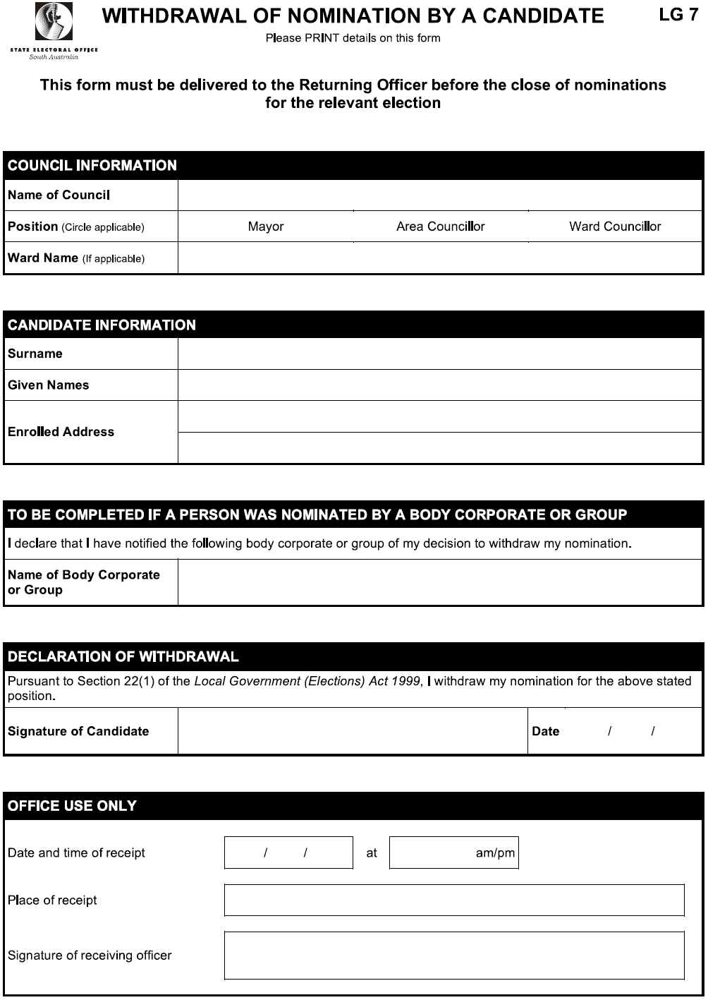 WITHDRAWAL OF NOMINATION BY A CANDIDATE
LG 7
Please PRINT details on this form
STATE ELECTORAL OFFICE
South Australia
This form must be delivered to the Returning Officer before the close of nominations
for the relevant election
COUNCIL INFORMATION
Name of Council
Position (Circle applicable) Mayor Area Councillor Ward Councillor
Ward Name (If applicable)
CANDIDATE INFORMATION
Surname
Given Names
Enrolled Address
TO BE COMPLETED IF A PERSON WAS NOMINATED BY A BODY CORPORATE OR GROUP
I declare that I have notified the following body corporate or group of my decision to withdraw my nomination.
Name of Body Corporate
or Group
DECLARATION OF WITHDRAWAL
Pursuant to Section 22(1) of the Local Government (Elections) Act 1999, I withdraw my nomination for the above stated
position.
Signature of Candidate Date / /
OFFICE USE ONLY
Date and time of receipt / / at am/pm
Place of receipt
Signature of receiving officer